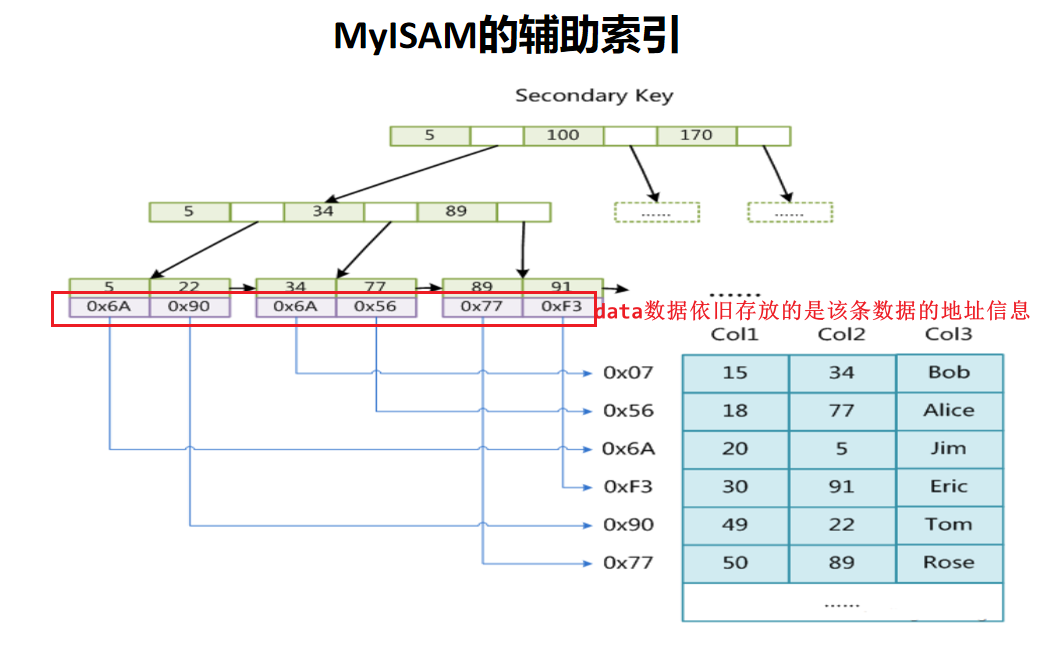 MyISAM的辅助索引
Secondary Key
5 100 170
5 34 89
...... ......
5 22 34 77 89 91
0x6A 0x90 0x6A 0x56 0x77 0xF3
......
data数据依旧存放的是该条数据的地址信息
Col1 Col2 Col3
0x07 15 34 Bob
0x56 18 77 Alice
0x6A 20 5 Jim
0xF3 30 91 Eric
0x90 49 22 Tom
0x77 50 89 Rose
......